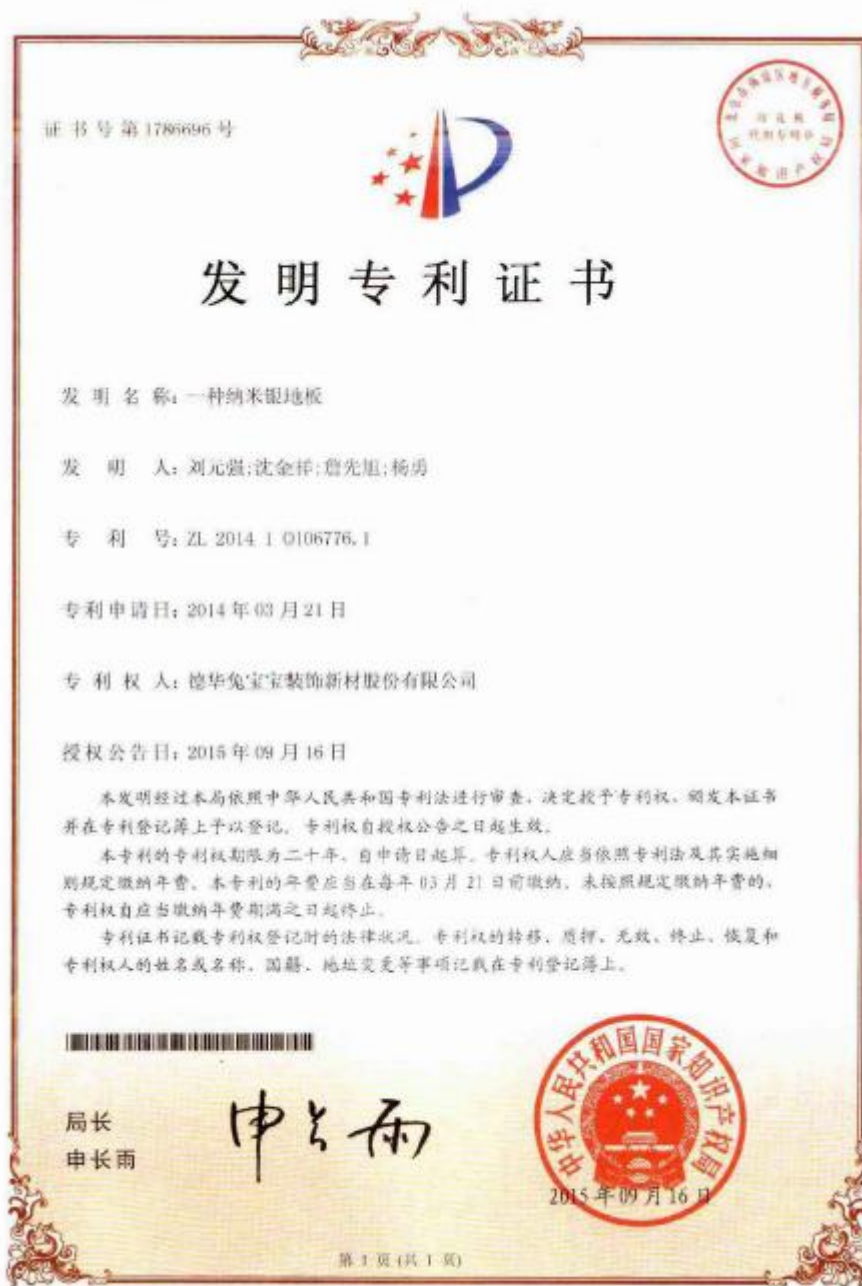 证书号第1786696号
发明专利证书
发明名称：一种纳米银地板
发明人：刘元强;沈金祥;詹先旭;杨勇
专利号：ZL 2014 1 0106776.1
专利申请日：2014年03月21日
专利权人：德华兔宝宝装饰新材股份有限公司
授权公告日：2015年09月16日
本发明经过本局依照中华人民共和国专利法进行审查，决定授予专利权，颁发本证书
并在专利登记簿上予以登记。专利权自授权公告之日起生效。
本专利的专利权期限为二十年，自申请日起算。专利权人应当依照专利法及其实施细
则规定缴纳年费。本专利的年费应当在每年03月21日前缴纳。未按照规定缴纳年费的，
专利权自应当缴纳年费期满之日起终止。
专利证书记载专利权登记时的法律状况。专利权的转移、质押、无效、终止、恢复和
专利权人的姓名或名称、国籍、地址变更等事项记载在专利登记簿上。
局长
申长雨
申长雨
中华人民共和国国家知识产权局
2015年09月16日
第1页(共1页)